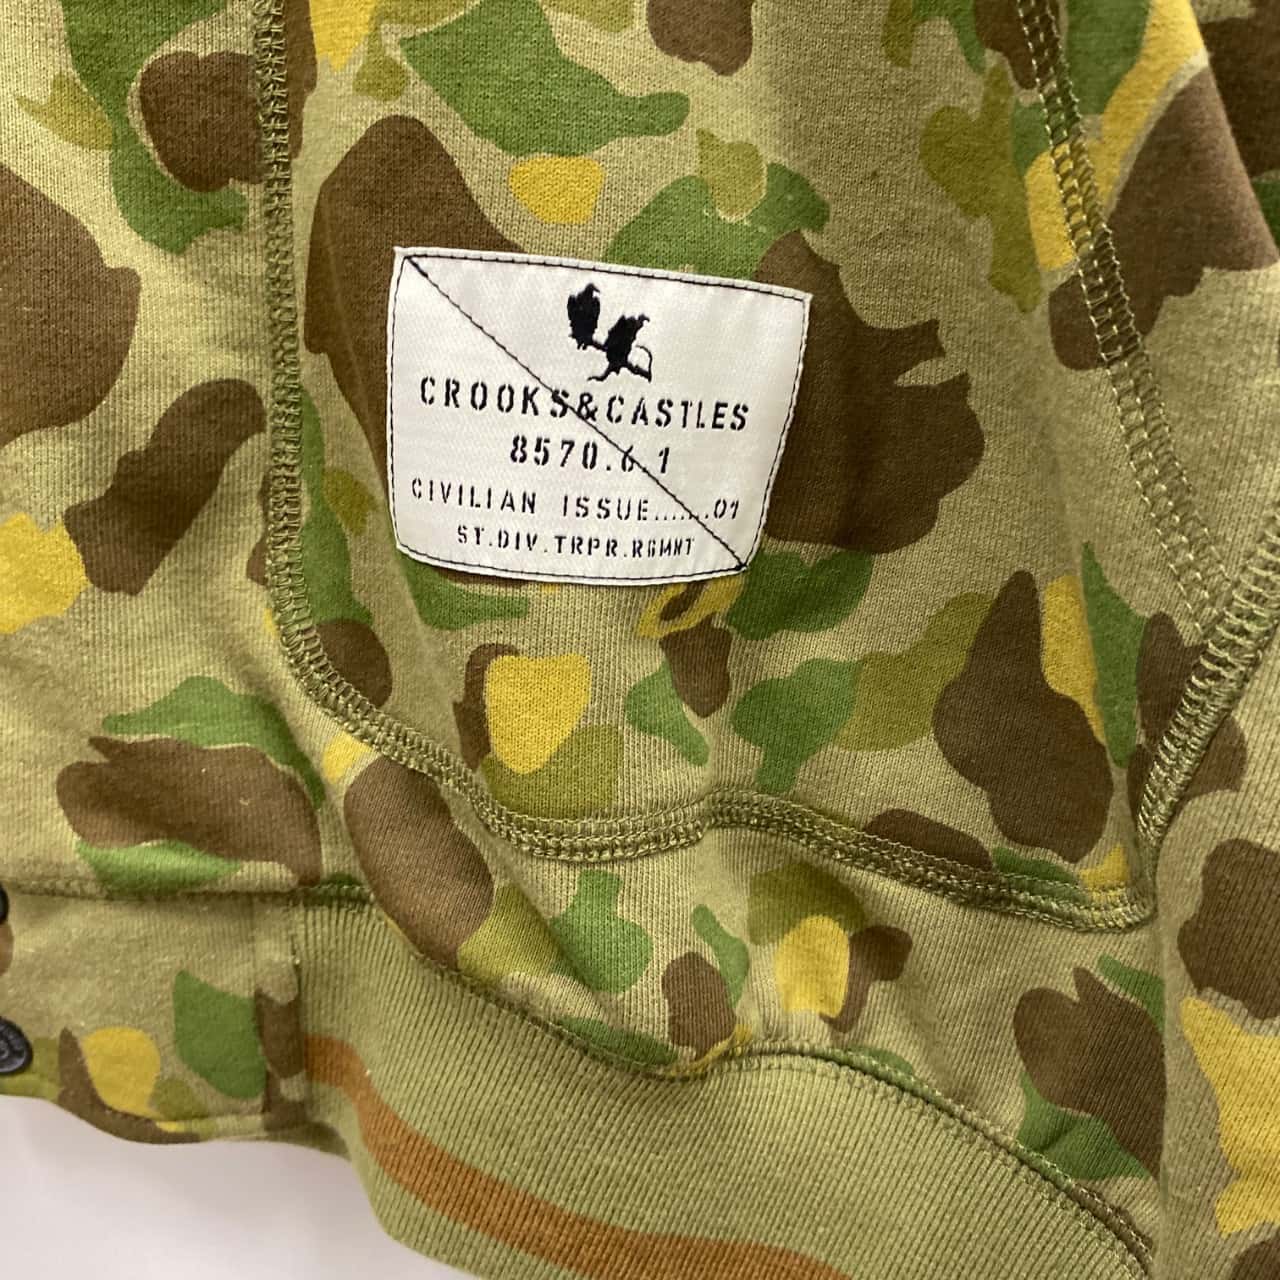 CROOKS&CASTLES
8570.6.1
CIVILIAN ISSUE.......01
ST.DIV.TRPR.RGMNT